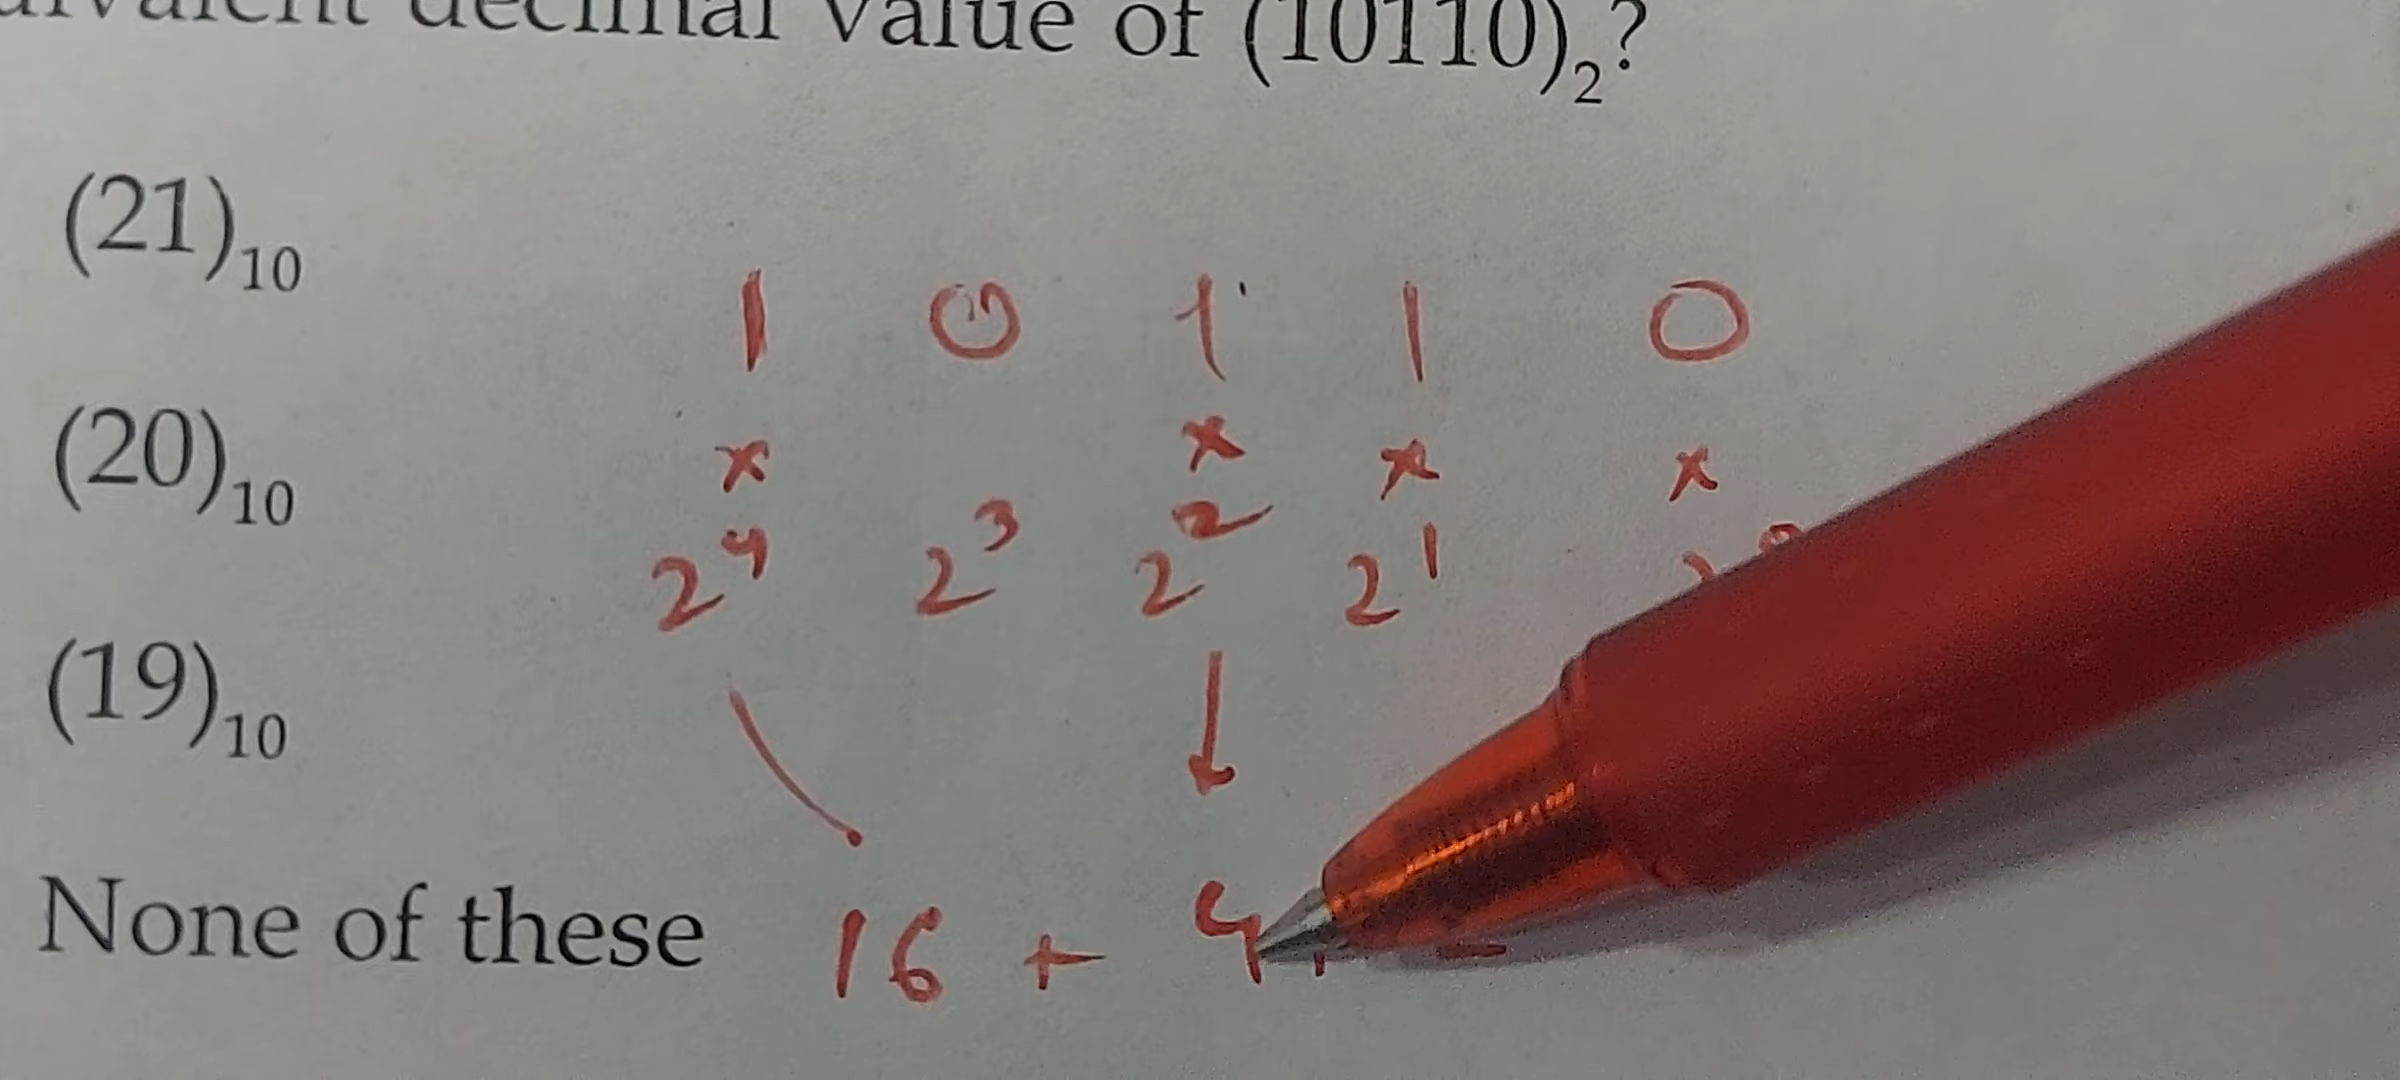 decimal value of (10110)₂?
(21)₁₀
1 0 1 1 0
(20)₁₀
× × × ×
2⁴ 2³ 2² 2¹
(19)₁₀
None of these 16 + 4